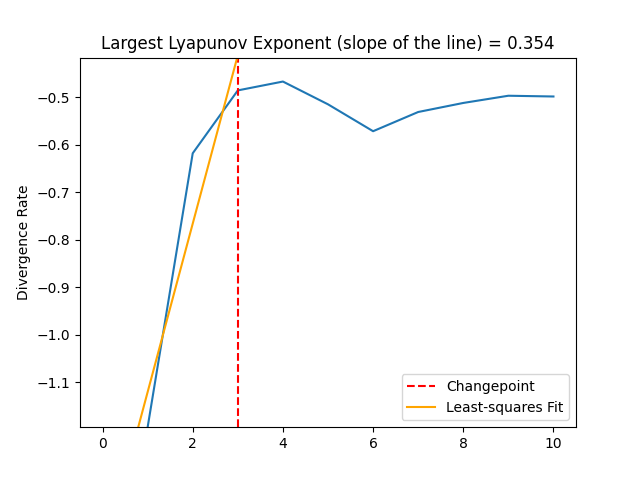 Largest Lyapunov Exponent (slope of the line) = 0.354
Divergence Rate
−0.5
−0.6
−0.7
−0.8
−0.9
−1.0
−1.1
0 2 4 6 8 10
Changepoint
Least-squares Fit